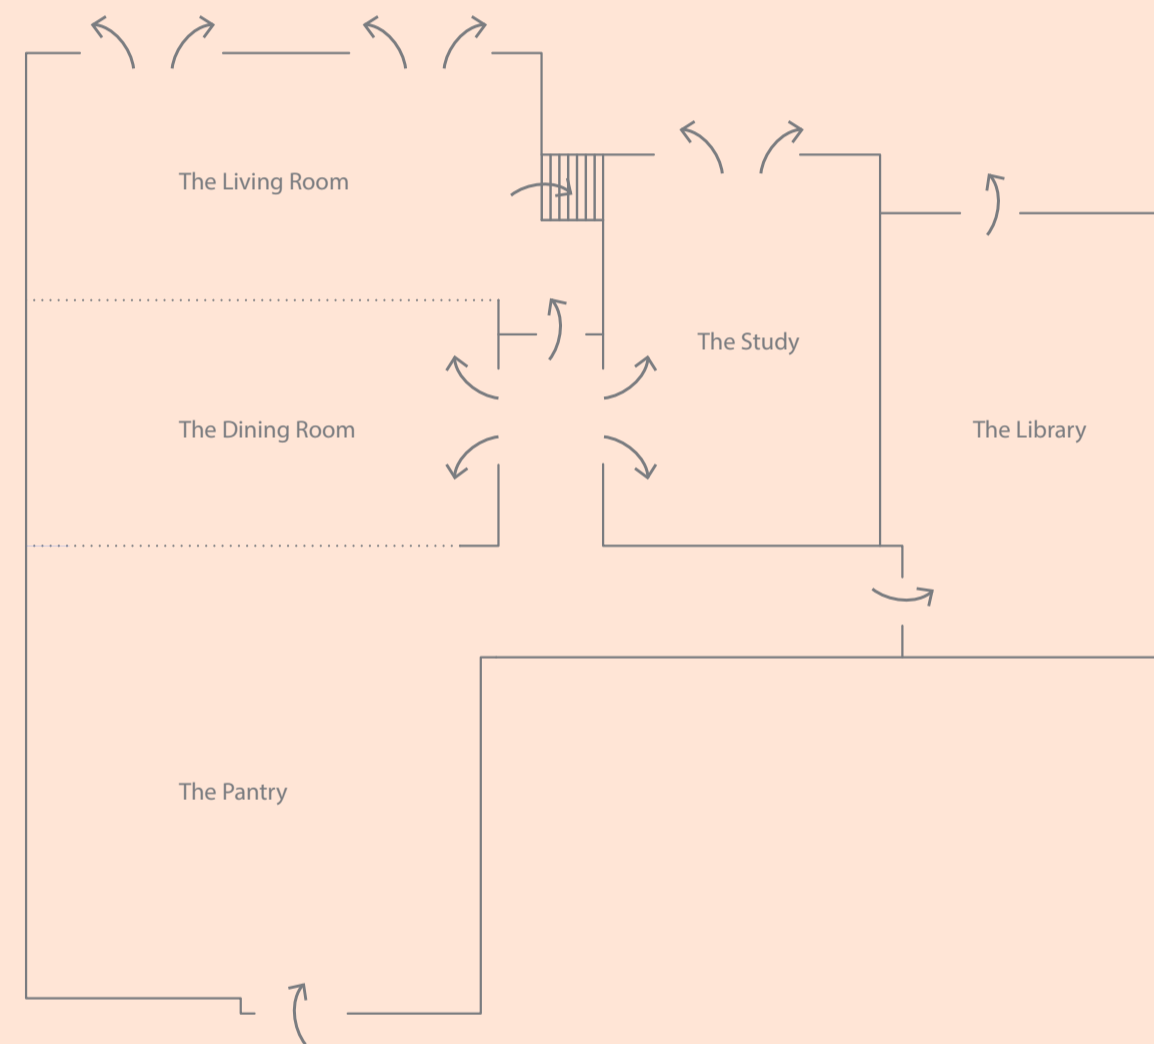 The Living Room
The Study
The Dining Room
The Library
The Pantry